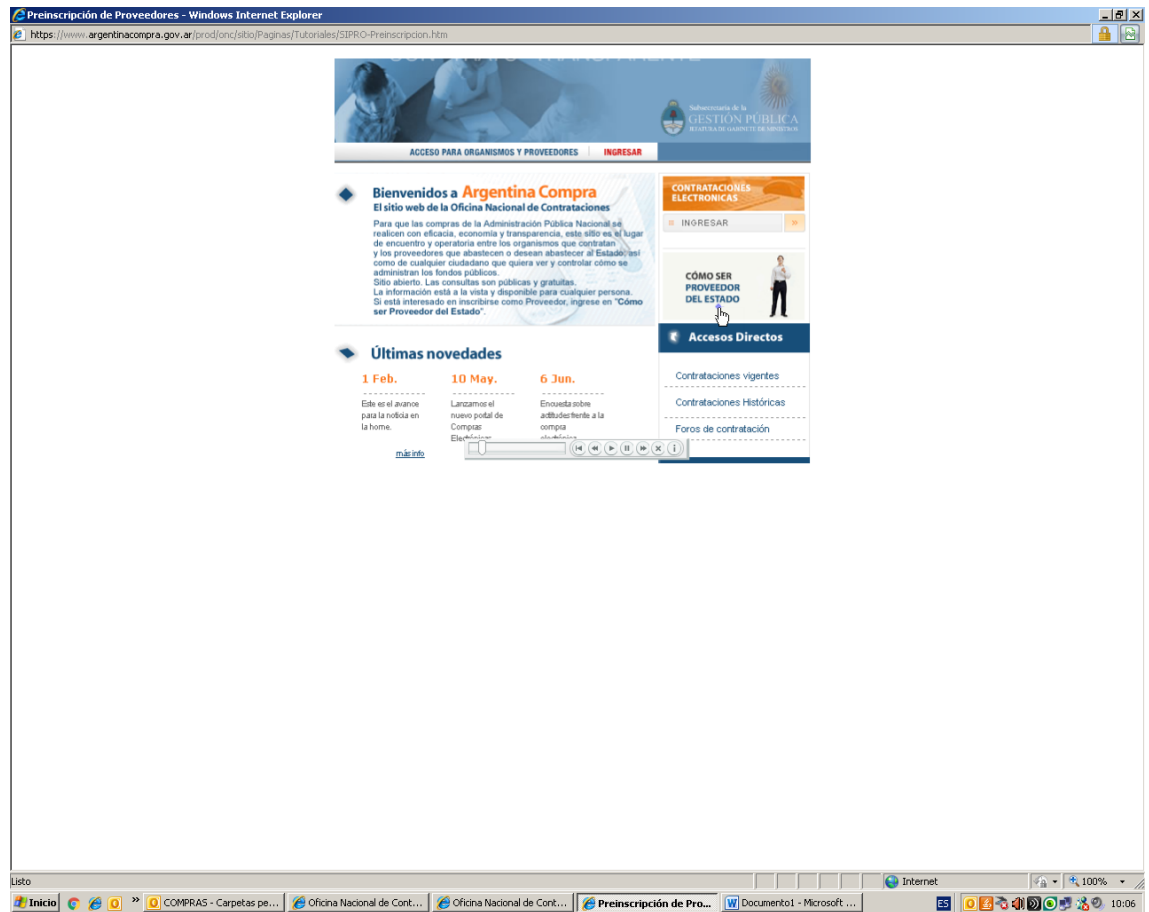 Preinscripción de Proveedores - Windows Internet Explorer
https://www.argentinacompra.gov.ar/prod/onc/sitio/Paginas/Tutoriales/SIPRO-Preinscripcion.htm
Subsecretaría de la
GESTIÓN PÚBLICA
JEFATURA DE GABINETE DE MINISTROS
ACCESO PARA ORGANISMOS Y PROVEEDORES INGRESAR
Bienvenidos a Argentina Compra
El sitio web de la Oficina Nacional de Contrataciones
Para que las compras de la Administración Pública Nacional se
realicen con eficacia, economía y transparencia, este sitio es el lugar
de encuentro y operatoria entre los organismos que contratan
y los proveedores que abastecen o desean abastecer al Estado; así
como de cualquier ciudadano que quiera ver y controlar cómo se
administran los fondos públicos.
Sitio abierto. Las consultas son públicas y gratuitas.
La información está a la vista y disponible para cualquier persona.
Si está interesado en inscribirse como Proveedor, ingrese en "Cómo
ser Proveedor del Estado".
CONTRATACIONES
ELECTRONICAS
INGRESAR
CÓMO SER
PROVEEDOR
DEL ESTADO
Accesos Directos
Contrataciones vigentes
Contrataciones Históricas
Foros de contratación
Últimas novedades
1 Feb.
Este es el avance
para la noticia en
la home.
más info
10 May.
Lanzamos el
nuevo portal de
Compras
Electrónicas
6 Jun.
Encuesta sobre
actitudes frente a la
compra
electrónica
Listo
Internet
100%
Inicio
COMPRAS - Carpetas pe...
Oficina Nacional de Cont...
Oficina Nacional de Cont...
Preinscripción de Pro...
Documento1 - Microsoft ...
ES
10:06